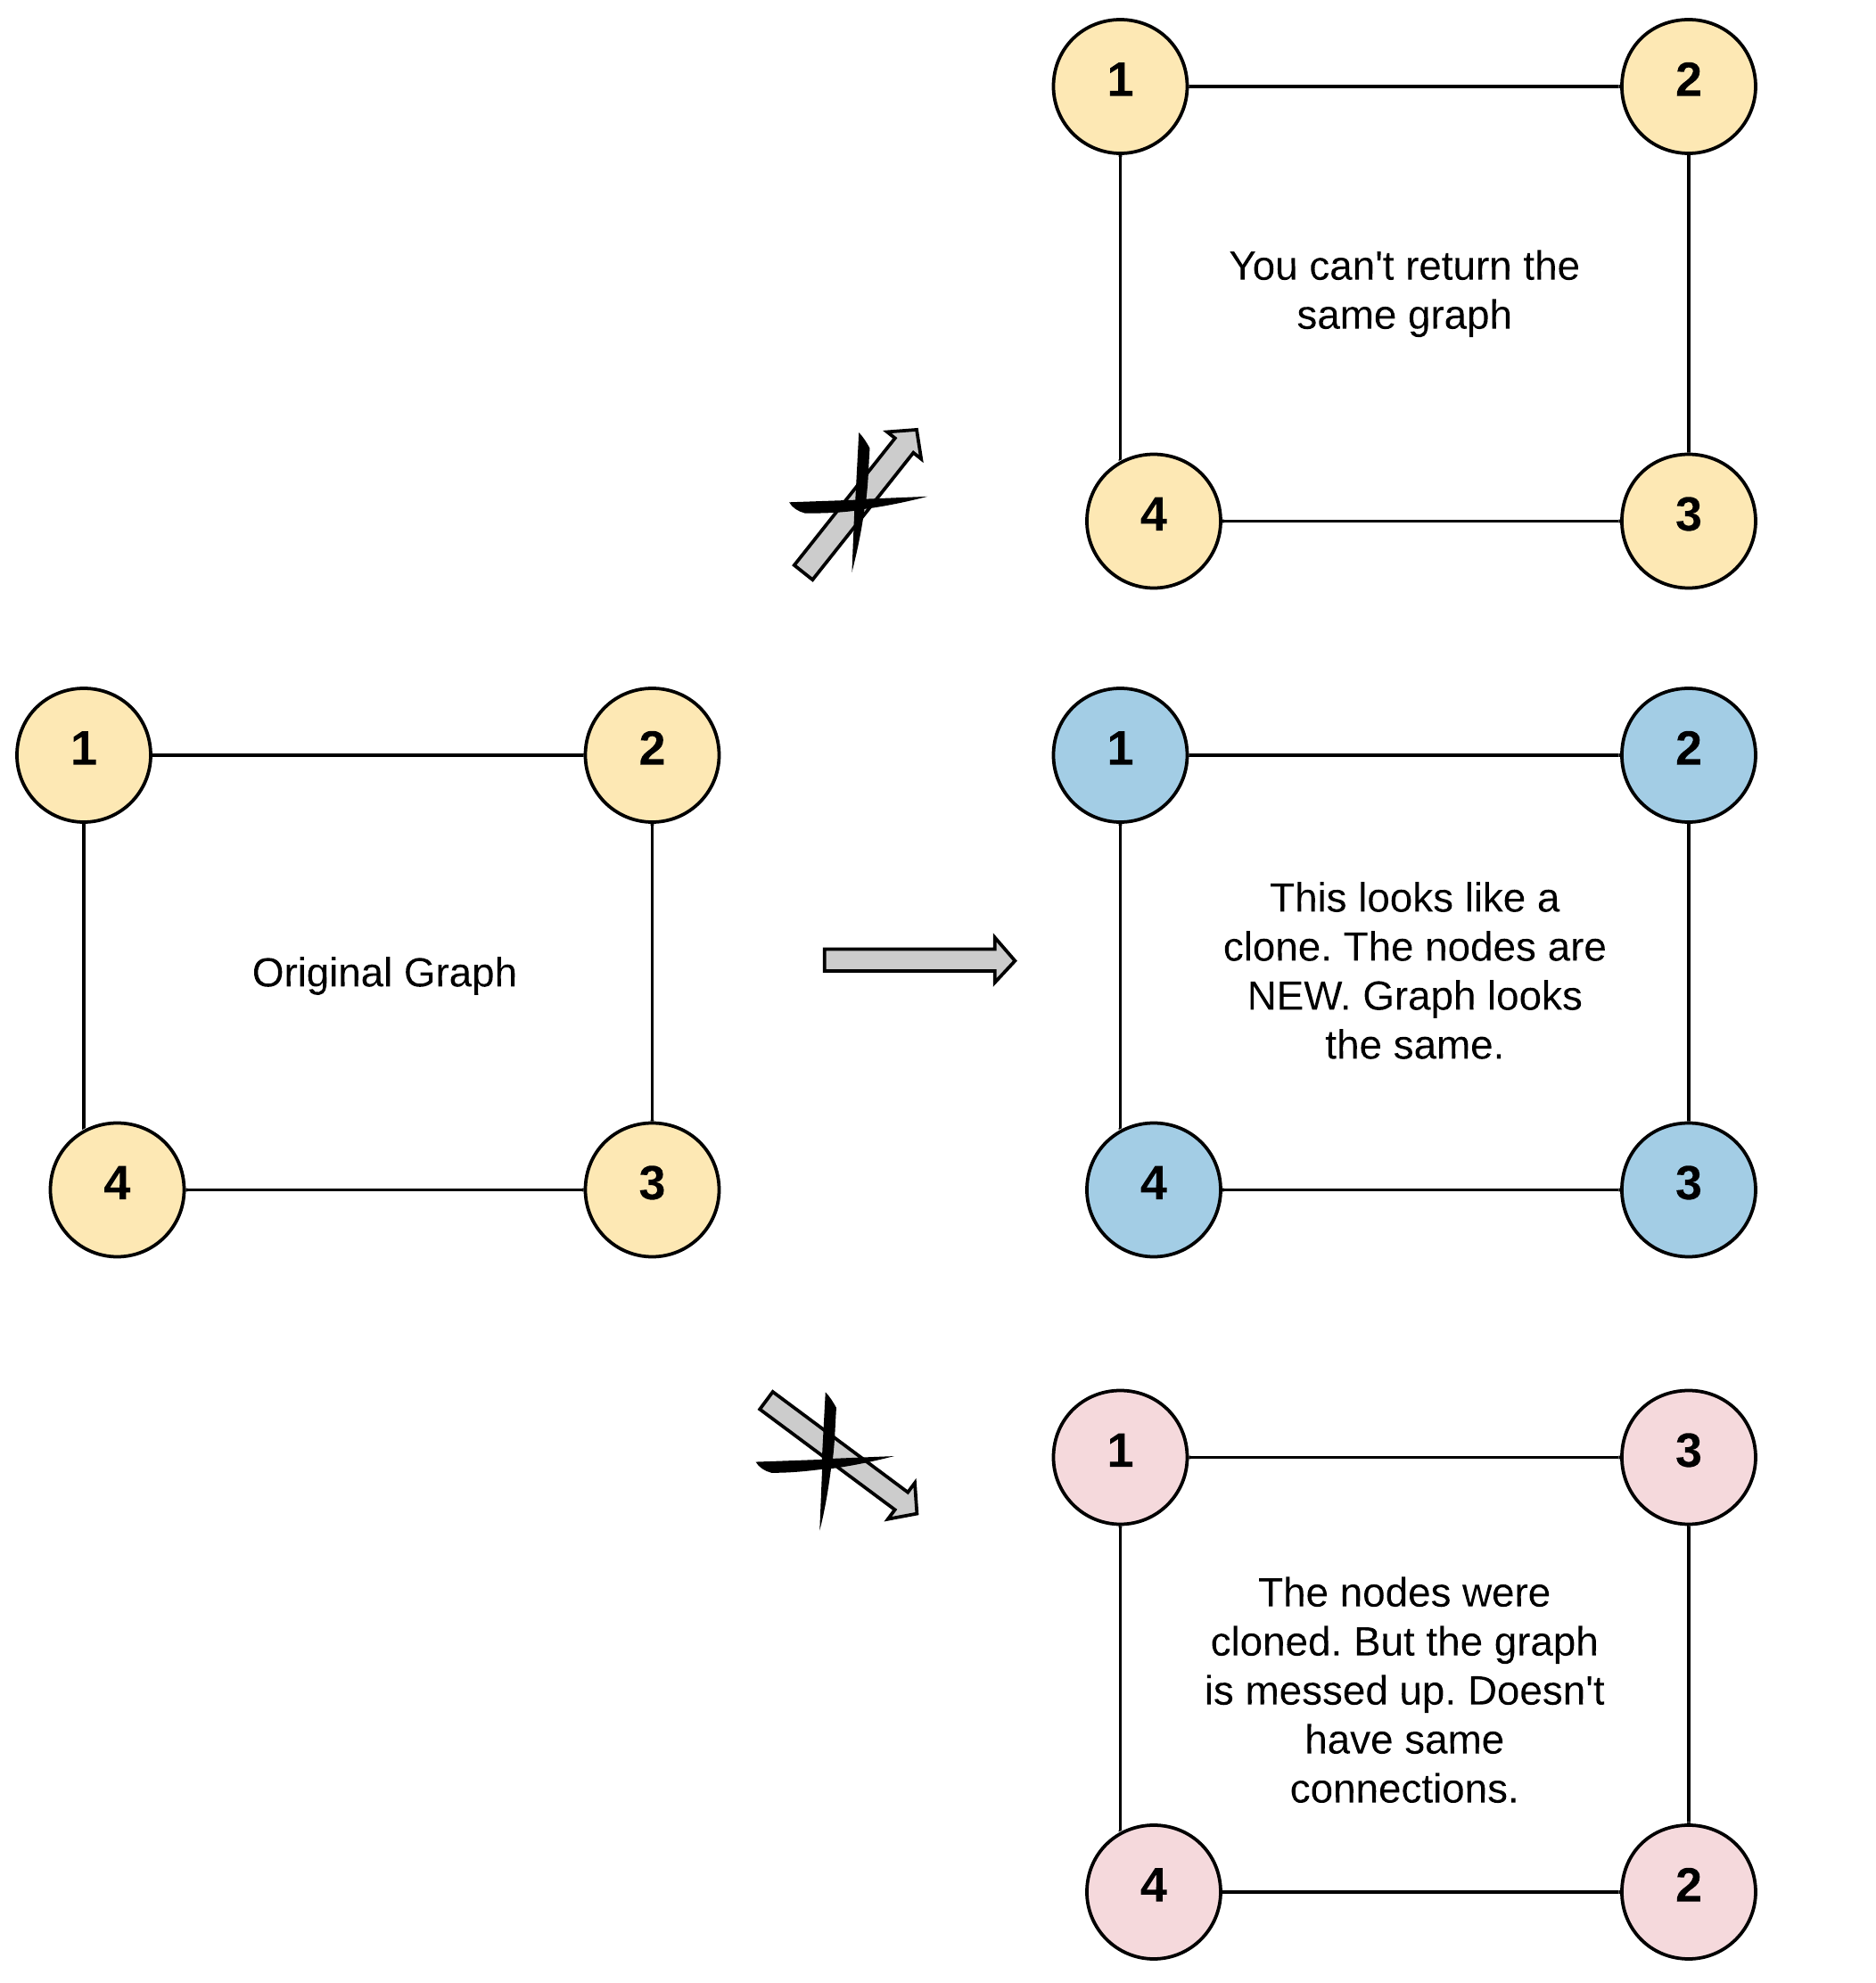 1
2
You can't return the
same graph
4
3
1
2
Original Graph
4
3
1
2
This looks like a
clone. The nodes are
NEW. Graph looks
the same.
4
3
1
3
The nodes were
cloned. But the graph
is messed up. Doesn't
have same
connections.
4
2